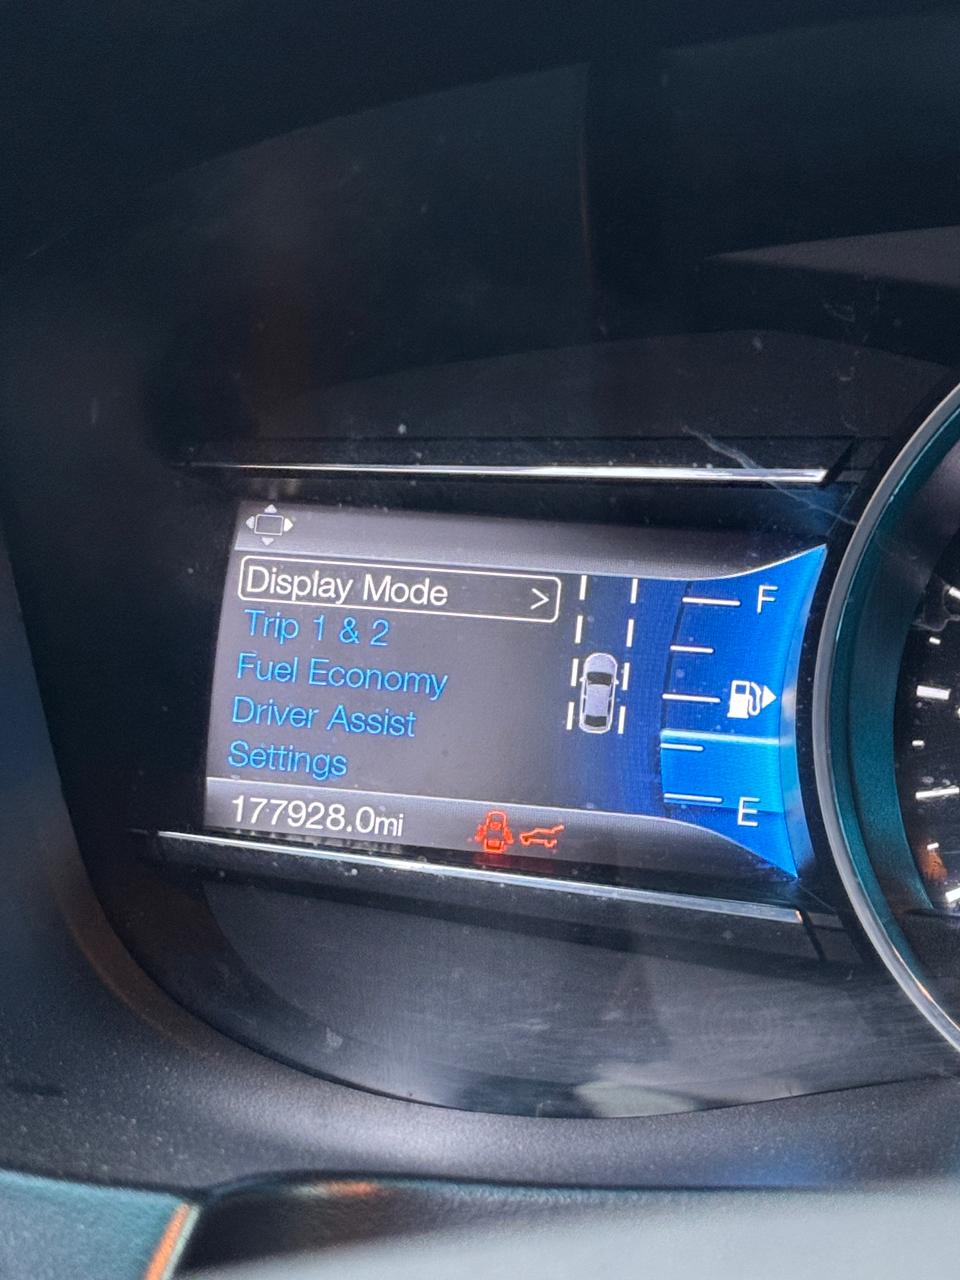 Display Mode >
Trip 1 & 2
Fuel Economy
Driver Assist
Settings
177928.0mi
F
E